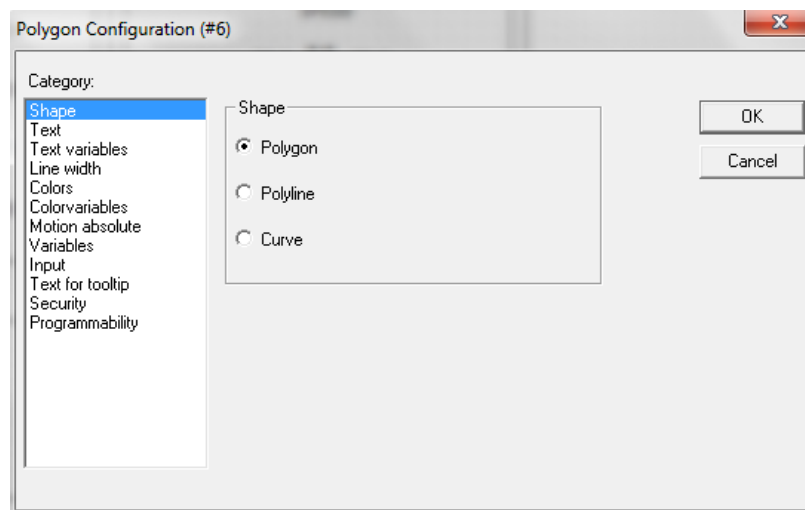 Polygon Configuration (#6)
Category:
Shape
Text
Text variables
Line width
Colors
Colorvariables
Motion absolute
Variables
Input
Text for tooltip
Security
Programmability
Shape
Polygon
Polyline
Curve
OK
Cancel